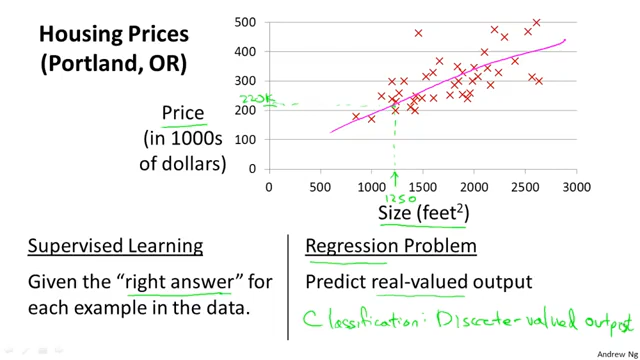 Housing Prices
(Portland, OR)
Price
(in 1000s
of dollars)
500
400
300
220K
200
100
0
0 500 1000 1500 2000 2500 3000
1250
Size (feet²)
Supervised Learning
Given the “right answer” for
each example in the data.
Regression Problem
Predict real-valued output
Classification: Discrete-valued output
Andrew Ng